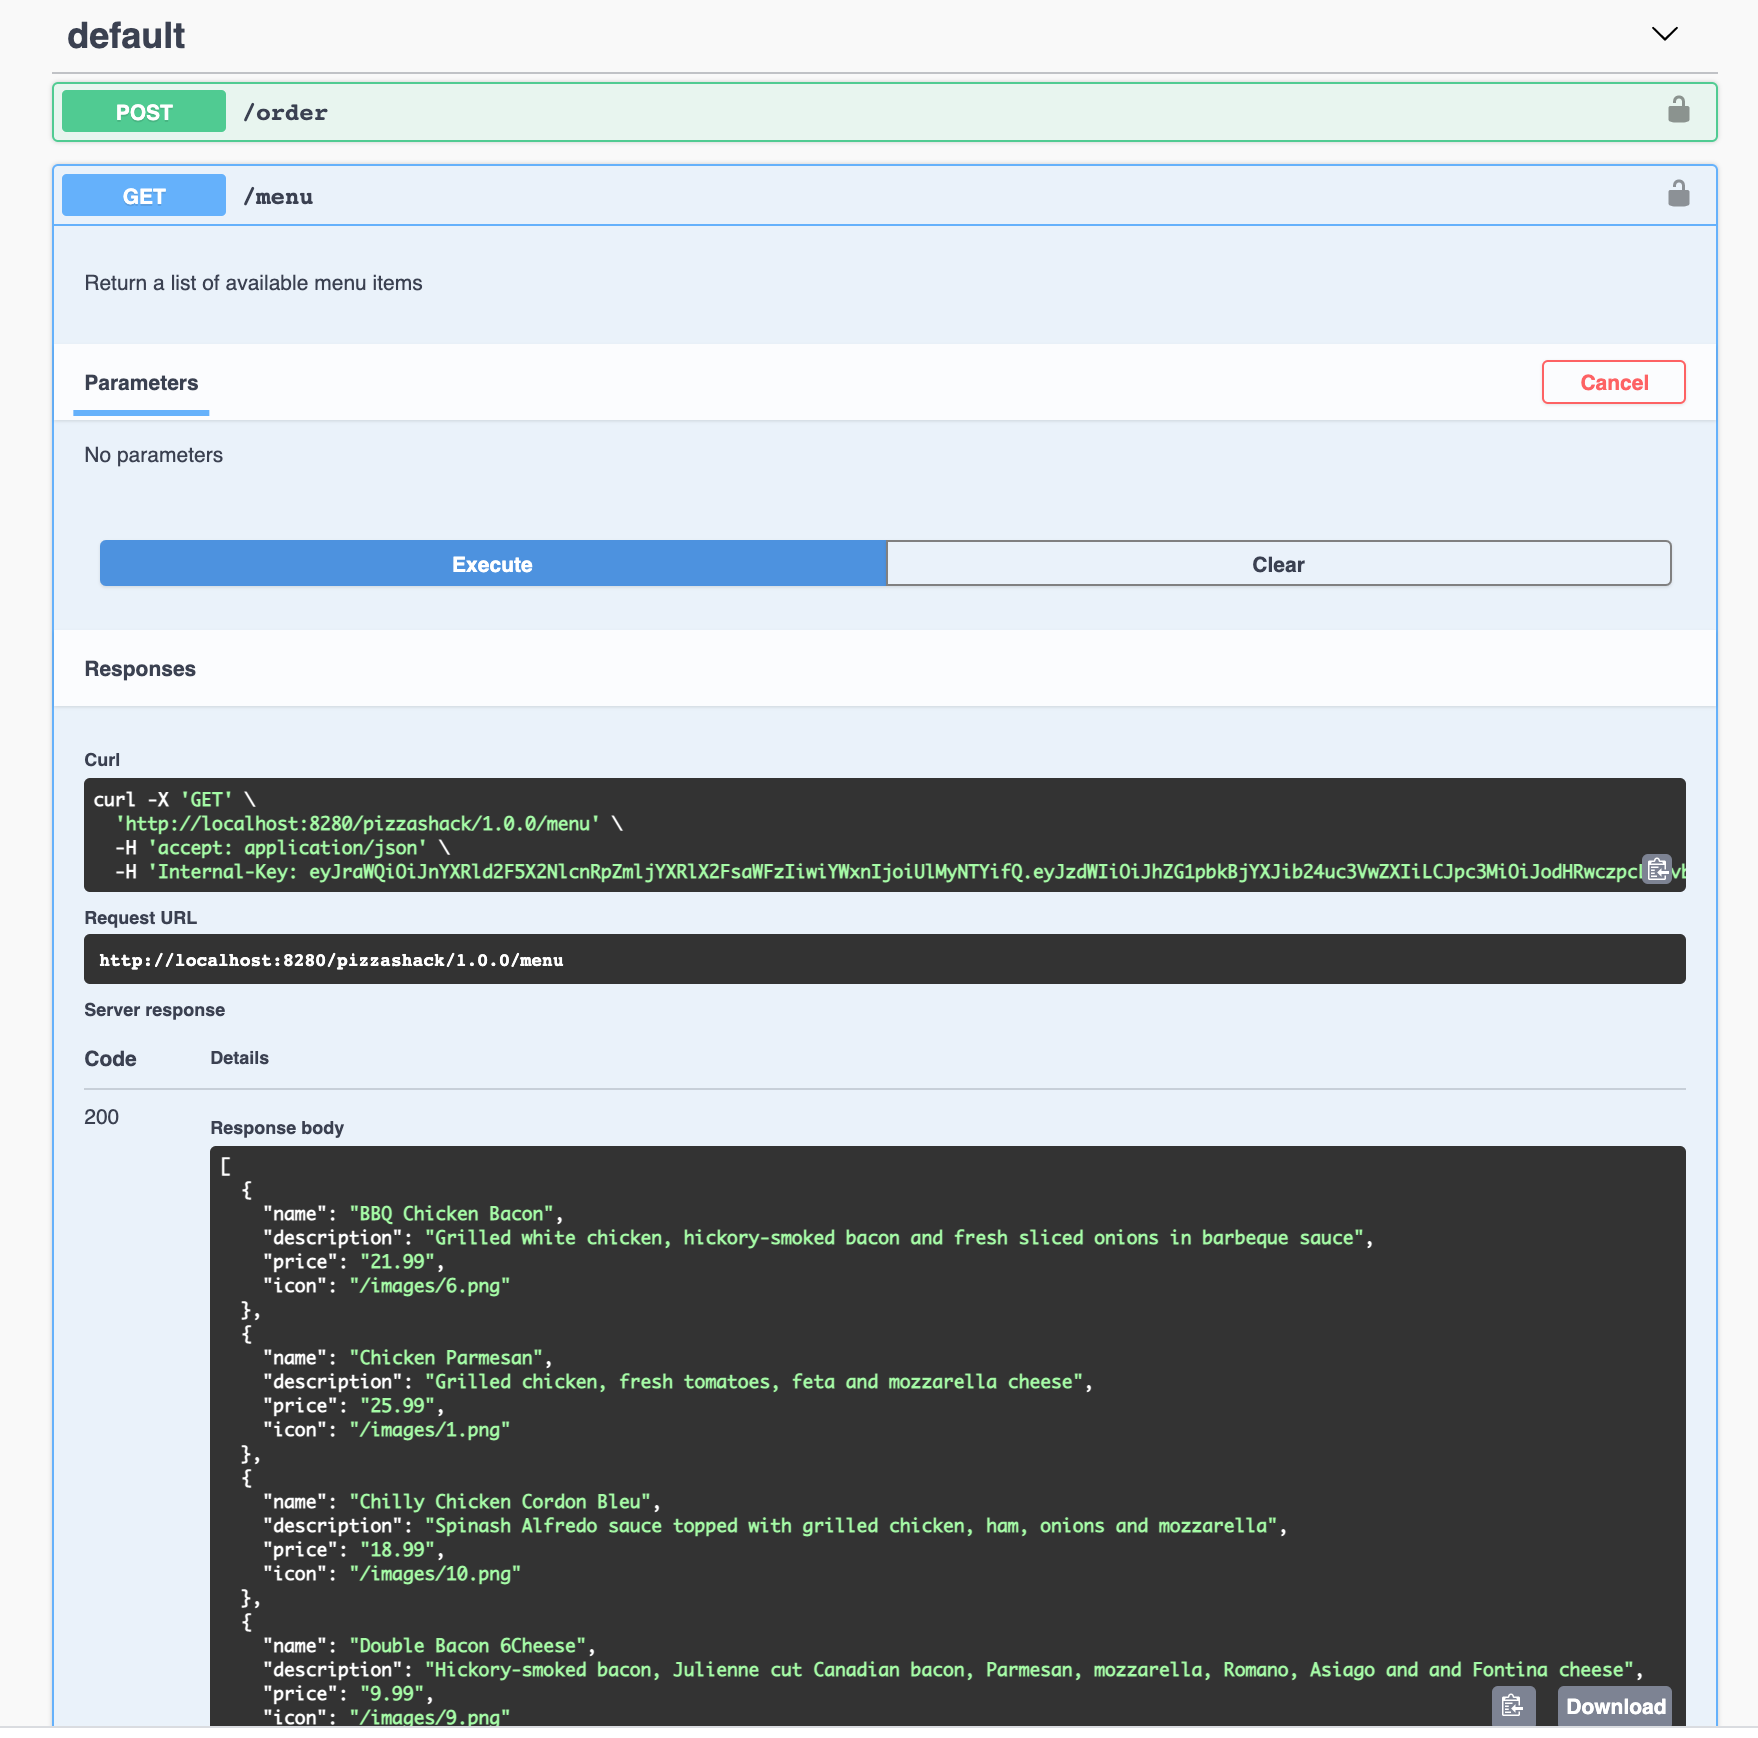 default
POST /order
GET /menu
Return a list of available menu items
Parameters
Cancel
No parameters
Execute
Clear
Responses
Curl
curl -X 'GET' \
'http://localhost:8280/pizzashack/1.0.0/menu' \
-H 'accept: application/json' \
-H 'Internal-Key: eyJraWQiOiJnYXRld2F5X2NlcnRpZmljYXRlX2FsaWFzIiwiYWxnIjoiUlMyNTYifQ.eyJzdWIiOiJhZG1pbkBjYXJib24uc3VwZXIiLCJpc3MiOiJodHRwczpc
Request URL
http://localhost:8280/pizzashack/1.0.0/menu
Server response
Code Details
200
Response body
[
{
"name": "BBQ Chicken Bacon",
"description": "Grilled white chicken, hickory-smoked bacon and fresh sliced onions in barbeque sauce",
"price": "21.99",
"icon": "/images/6.png"
},
{
"name": "Chicken Parmesan",
"description": "Grilled chicken, fresh tomatoes, feta and mozzarella cheese",
"price": "25.99",
"icon": "/images/1.png"
},
{
"name": "Chilly Chicken Cordon Bleu",
"description": "Spinash Alfredo sauce topped with grilled chicken, ham, onions and mozzarella",
"price": "18.99",
"icon": "/images/10.png"
},
{
"name": "Double Bacon 6Cheese",
"description": "Hickory-smoked bacon, Julienne cut Canadian bacon, Parmesan, mozzarella, Romano, Asiago and and Fontina cheese",
"price": "9.99",
"icon": "/images/9.png"
Download